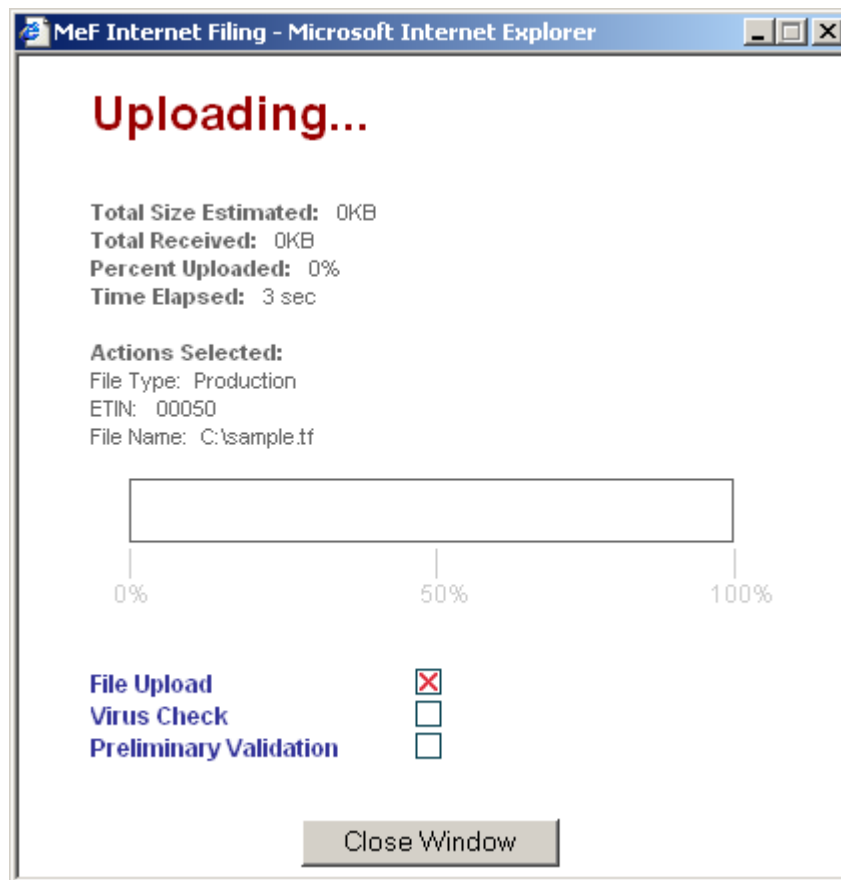 MeF Internet Filing - Microsoft Internet Explorer
Uploading...
Total Size Estimated: 0KB
Total Received: 0KB
Percent Uploaded: 0%
Time Elapsed: 3 sec
Actions Selected:
File Type: Production
ETIN: 00050
File Name: C:\sample.tf
0% 50% 100%
File Upload
Virus Check
Preliminary Validation
Close Window